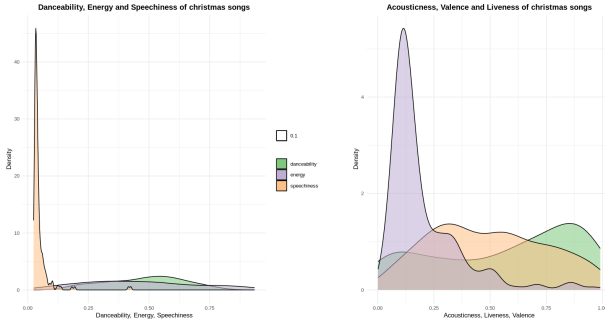 Danceability, Energy and Speechiness of christmas songs
Density
40
30
20
10
0
0.00
0.25
0.50
0.75
Danceability, Energy, Speechiness
0.1
danceability
energy
speechiness
Acousticness, Valence and Liveness of christmas songs
Density
4
2
0
0.00
0.25
0.50
0.75
Acousticness, Liveness, Valence